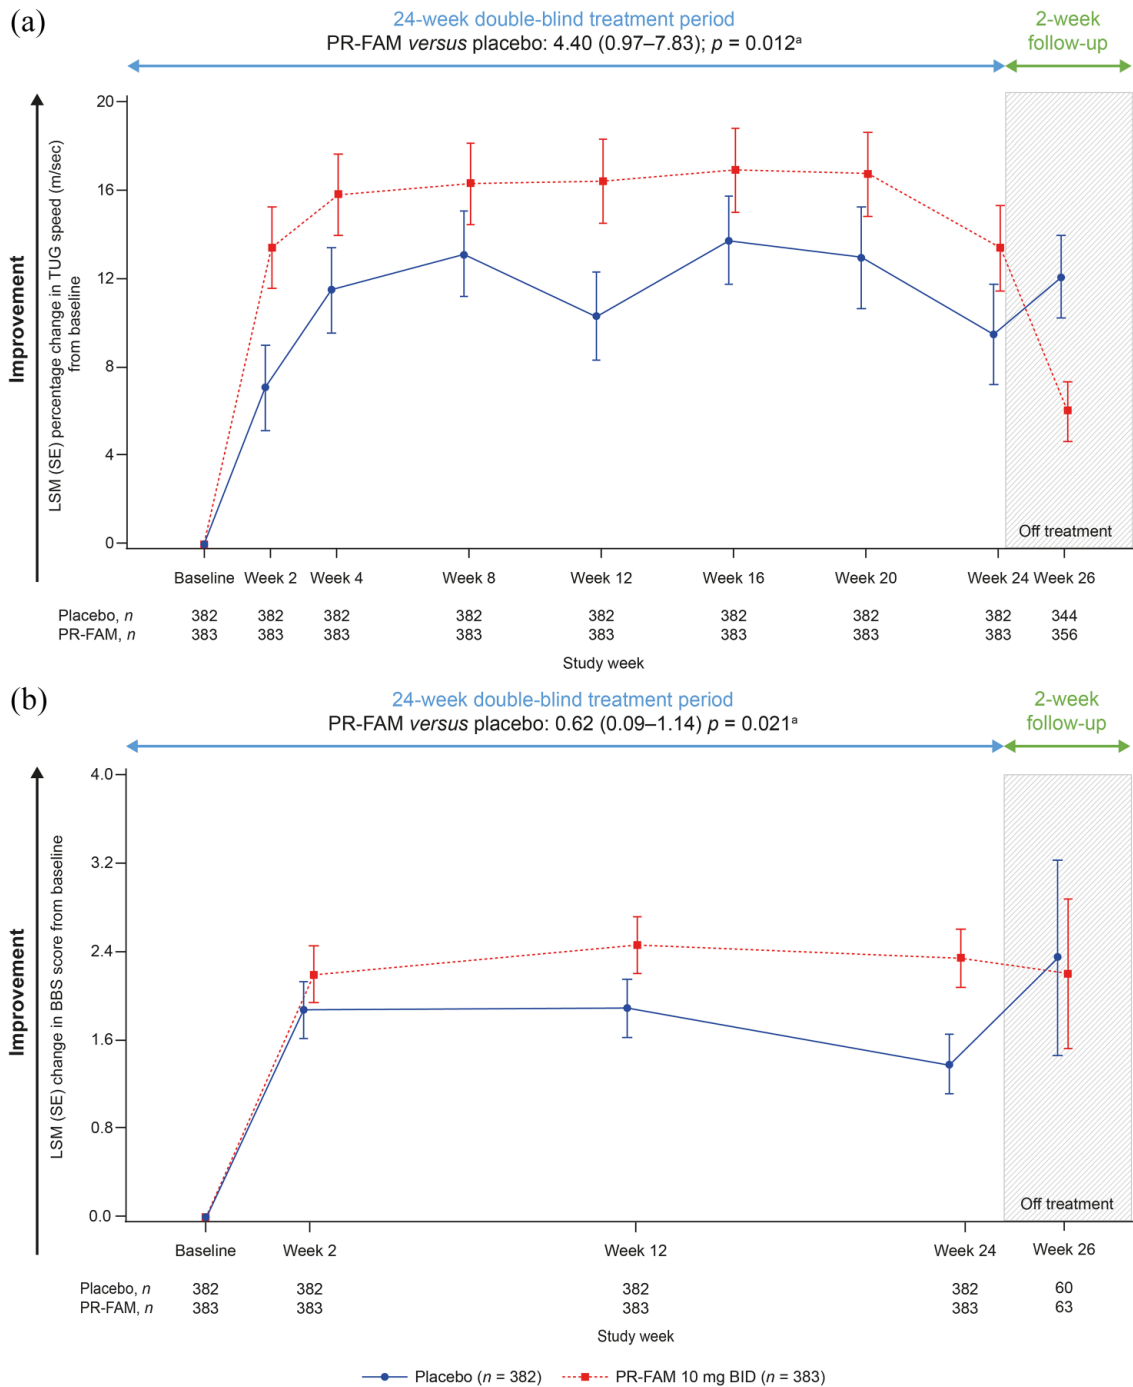 (a)
24-week double-blind treatment period
PR-FAM versus placebo: 4.40 (0.97–7.83); p = 0.012ᵃ
2-week
follow-up
Improvement
LSM (SE) percentage change in TUG speed (m/sec)
from baseline
20
16
12
8
4
0
Off treatment
Baseline Week 2 Week 4 Week 8 Week 12 Week 16 Week 20 Week 24 Week 26
Placebo, n 382 382 382 382 382 382 382 382 344
PR-FAM, n 383 383 383 383 383 383 383 383 356
Study week
(b)
24-week double-blind treatment period
PR-FAM versus placebo: 0.62 (0.09–1.14) p = 0.021ᵃ
2-week
follow-up
Improvement
LSM (SE) change in BBS score from baseline
4.0
3.2
2.4
1.6
0.8
0.0
Off treatment
Baseline Week 2 Week 12 Week 24 Week 26
Placebo, n 382 382 382 382 60
PR-FAM, n 383 383 383 383 63
Study week
Placebo (n = 382) PR-FAM 10 mg BID (n = 383)